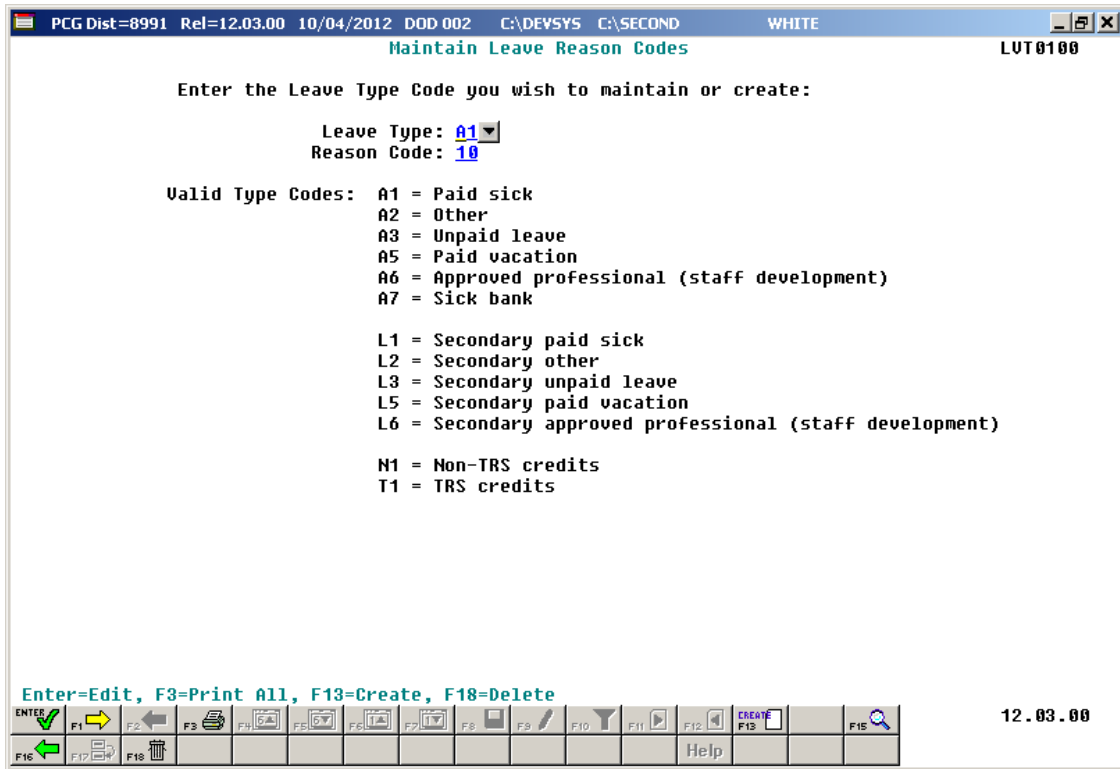 PCG Dist=8991 Rel=12.03.00 10/04/2012 DOD 002 C:\DEVSYS C:\SECOND WHITE
Maintain Leave Reason Codes LVT0100
Enter the Leave Type Code you wish to maintain or create:
Leave Type: A1
Reason Code: 10
Valid Type Codes: A1 = Paid sick
A2 = Other
A3 = Unpaid leave
A5 = Paid vacation
A6 = Approved professional (staff development)
A7 = Sick bank
L1 = Secondary paid sick
L2 = Secondary other
L3 = Secondary unpaid leave
L5 = Secondary paid vacation
L6 = Secondary approved professional (staff development)
N1 = Non-TRS credits
T1 = TRS credits
Enter=Edit, F3=Print All, F13=Create, F18=Delete
ENTER F1 F2 F3 F4 6 F5 6 F6 1 F7 1 F8 F9 F10 F11 F12 CREATE F13 F15 12.03.00
F16 F17 F18 Help